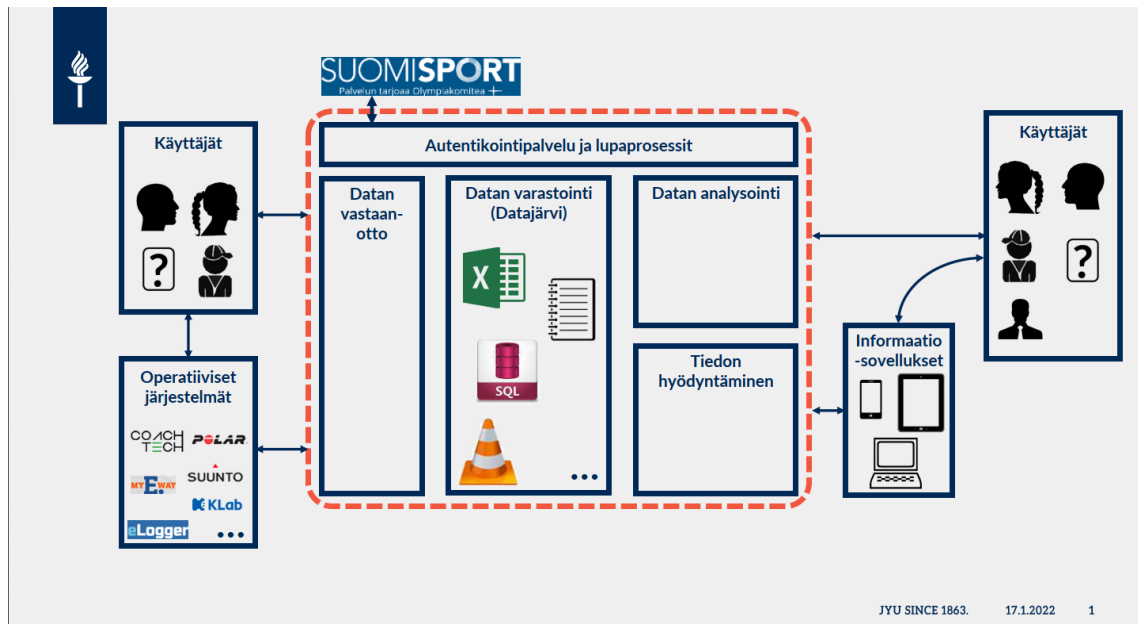 SUOMISPORT
Palvelun tarjoaa Olympiakomitea
Käyttäjät
Autentikointipalvelu ja lupaprosessit
Datan
vastaan-
otto
Datan varastointi
(Datajärvi)
X
SQL
Datan analysointi
Tiedon
hyödyntäminen
Käyttäjät
?
?
Operatiiviset
järjestelmät
COACH
TECH
POLAR
MY E. WAY
SUUNTO
KLab
eLogger
...
...
Informaatio
-sovellukset
JYU SINCE 1863.
17.1.2022
1